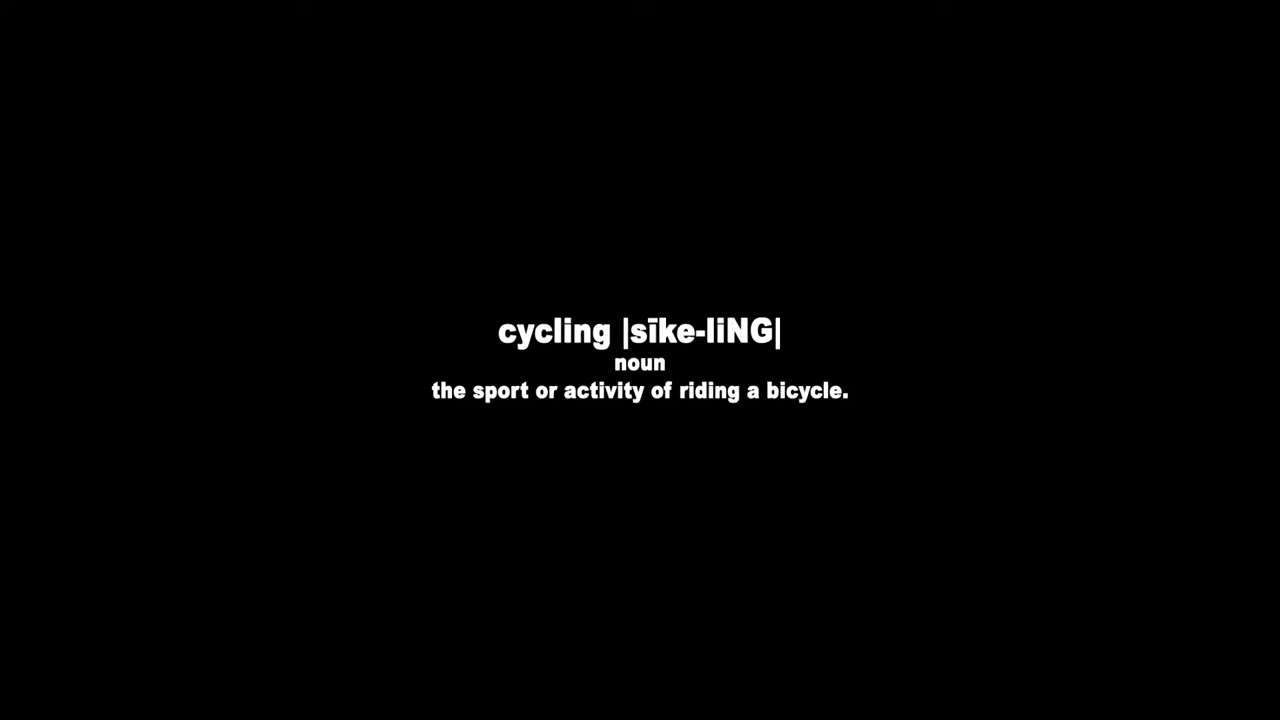 cycling |sīke-liNG|
noun
the sport or activity of riding a bicycle.